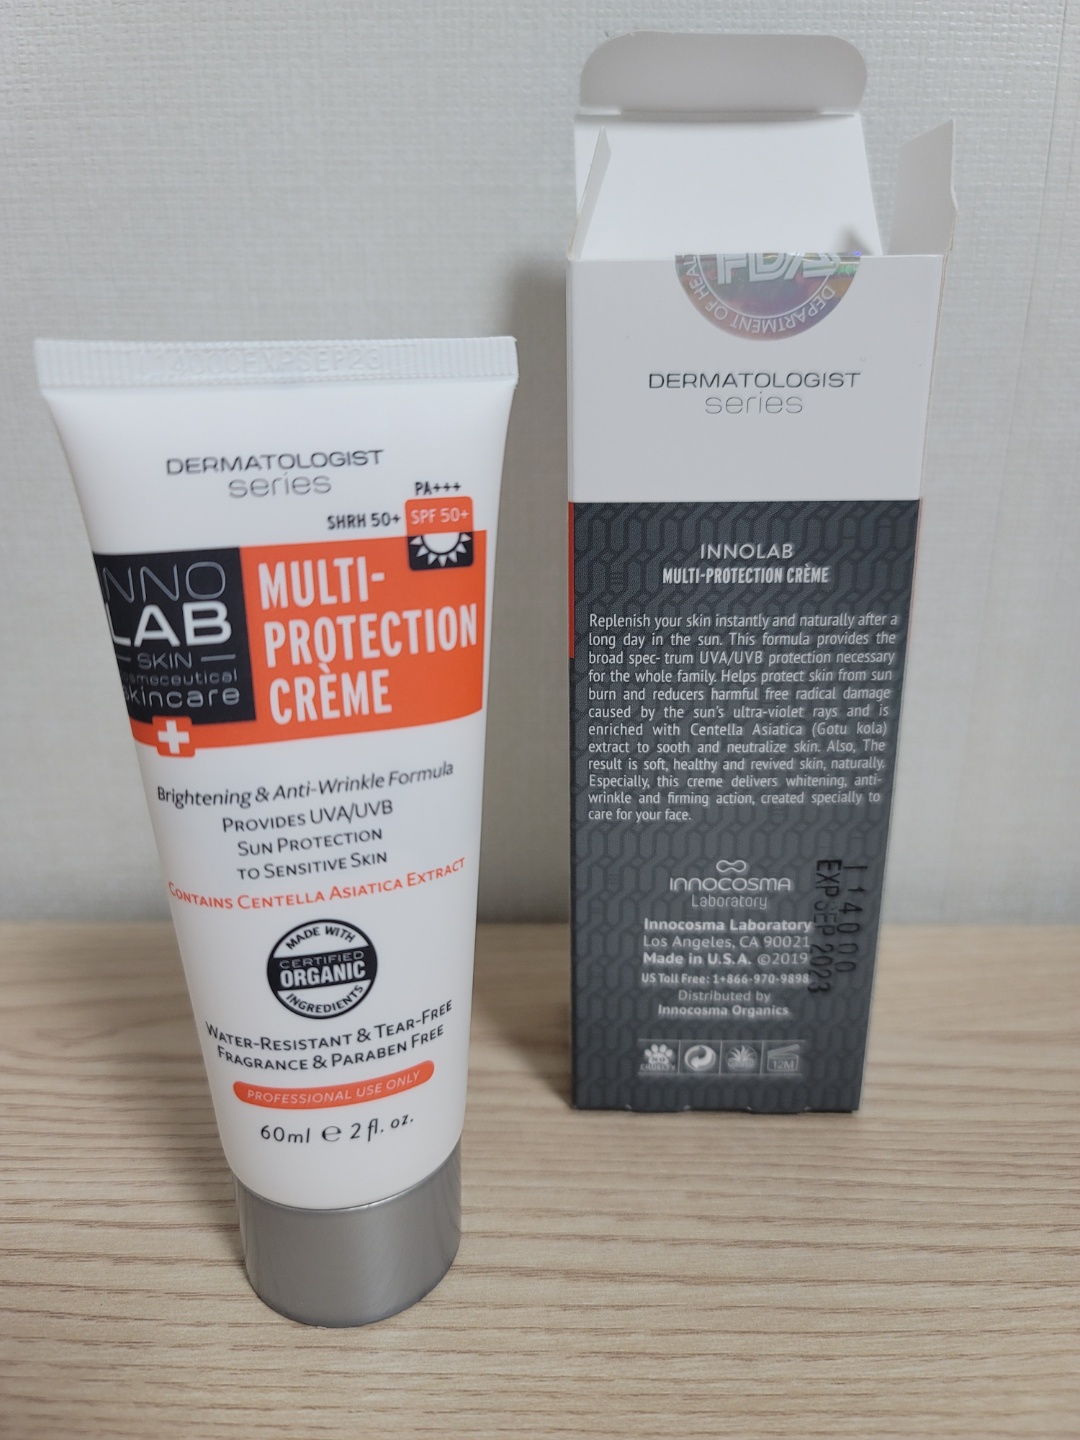 EXPSEP23
DERMATOLOGIST
series
PA+++
SHRH 50+ SPF 50+
INNO
LAB
SKIN
cosmeceutical
skincare
MULTI-
PROTECTION
CRÈME
Brightening & Anti-Wrinkle Formula
PROVIDES UVA/UVB
SUN PROTECTION
TO SENSITIVE SKIN
CONTAINS CENTELLA ASIATICA EXTRACT
MADE WITH
CERTIFIED
ORGANIC
INGREDIENTS
WATER-RESISTANT & TEAR-FREE
FRAGRANCE & PARABEN FREE
PROFESSIONAL USE ONLY
60ml e 2 fl. oz.
FDA
DEPARTMENT OF HEAL
DERMATOLOGIST
series
INNOLAB
MULTI-PROTECTION CRÈME
Replenish your skin instantly and naturally after a
long day in the sun. This formula provides the
broad spec- trum UVA/UVB protection necessary
for the whole family. Helps protect skin from sun
burn and reducers harmful free radical damage
caused by the sun's ultra-violet rays and is
enriched with Centella Asiatica (Gotu kola)
extract to sooth and neutralize skin. Also, The
result is soft, healthy and revived skin, naturally.
Especially, this creme delivers whitening, anti-
wrinkle and firming action, created specially to
care for your face.
INNOCOSMA
Laboratory
Innocosma Laboratory
Los Angeles, CA 90021
Made in U.S.A. ©2019
US Toll Free: 1+866-970-9898
Distributed by
Innocosma Organics
114000
EXP SEP 2023
CRUELTY
12M